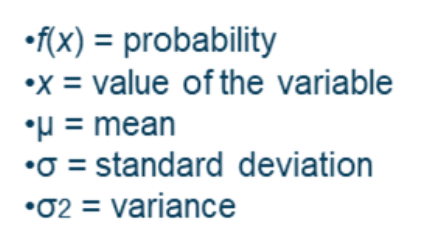 •f(x) = probability
•x = value of the variable
•μ = mean
•σ = standard deviation
•σ2 = variance